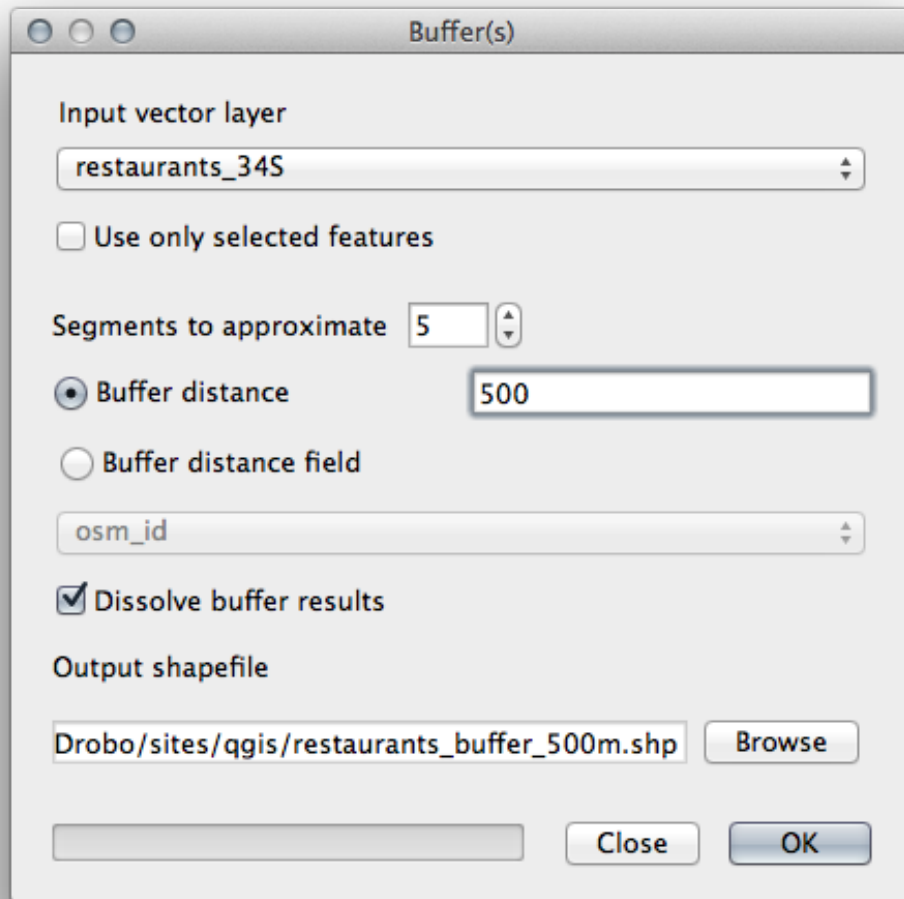 Buffer(s)
Input vector layer
restaurants_34S
Use only selected features
Segments to approximate 5
Buffer distance 500
Buffer distance field
osm_id
Dissolve buffer results
Output shapefile
Drobo/sites/qgis/restaurants_buffer_500m.shp Browse
Close OK